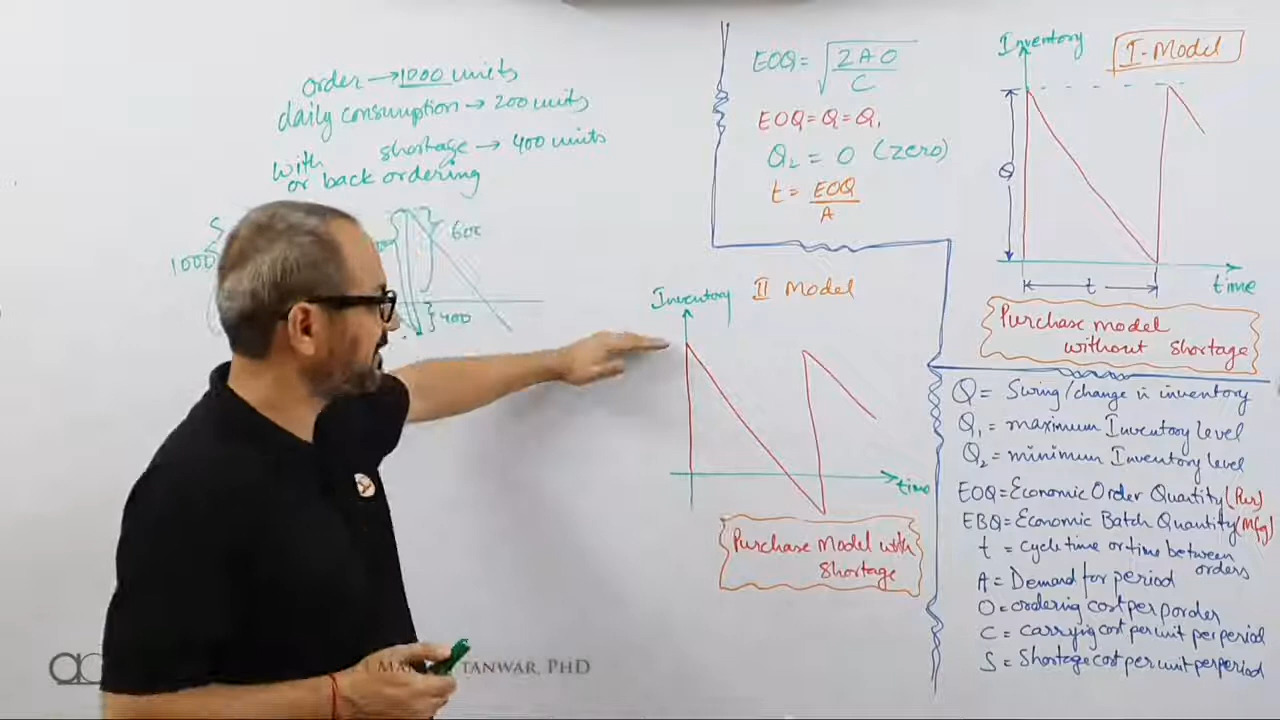 order → 1000 units
daily consumption → 200 units
shortage → 400 units
with
or back ordering
S
1000
600
400
EOQ = √2AO/C
EOQ = Q = Q₁
Q₂ = 0 (zero)
t = EOQ/A
Inventory
I-Model
Q
t
time
Purchase model
without shortage
Inventory
II Model
time
Purchase Model with
shortage
Q = Swing/change in inventory
Q₁ = maximum Inventory level
Q₂ = minimum Inventory level
EOQ = Economic Order Quantity (Pur)
EBQ = Economic Batch Quantity (Mfg)
t = cycle time or time between
orders
A = Demand for period
O = ordering cost per porder
C = carrying cost per unit per period
S = Shortage cost per unit per period
TANWAR, PHD